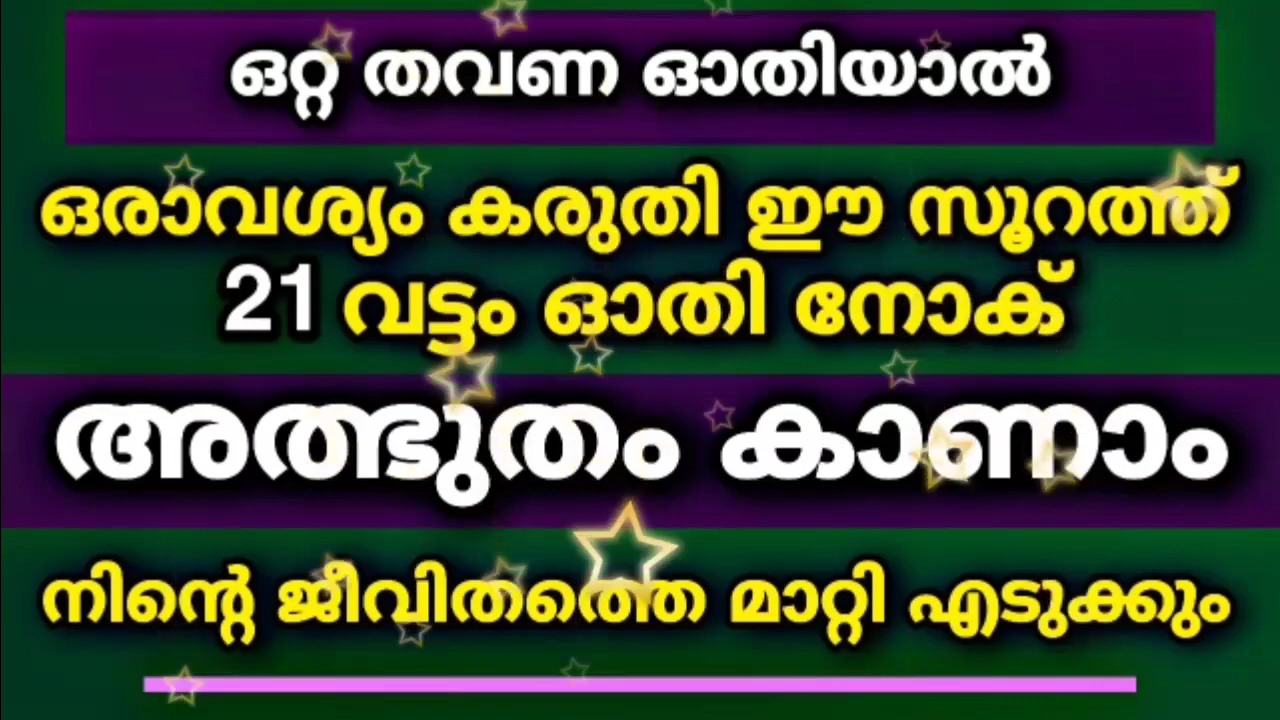 ഒറ്റ തവണ ഓതിയാൽ
ഒരാവശ്യം കരുതി ഈ സൂറത്ത്
21 വട്ടം ഓതി നോക്
അത്ഭുതം കാണാം
നിന്റെ ജീവിതത്തെ മാറ്റി എടുക്കും